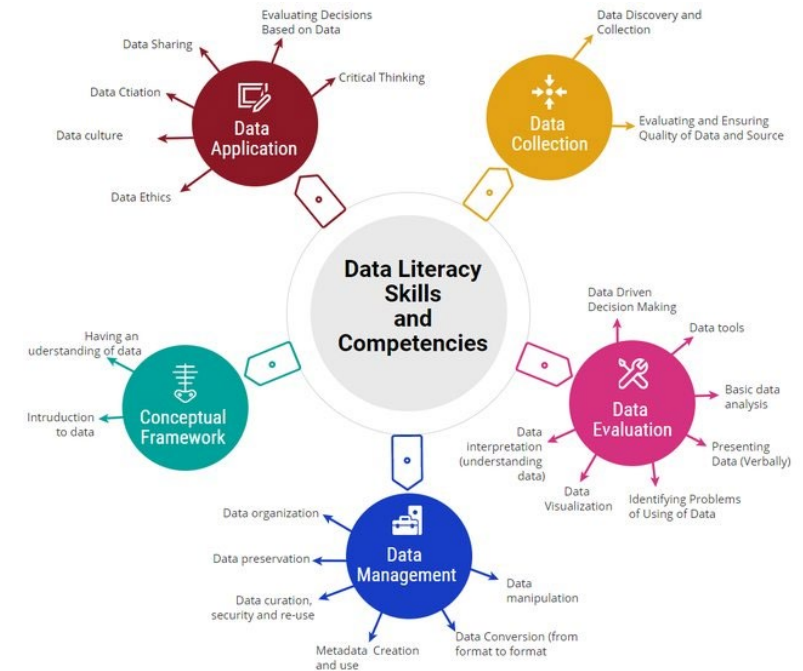 Evaluating Decisions
Based on Data
Data Sharing
Critical Thinking
Data Ctiation
Data culture
Data Ethics
Data
Application
Data Discovery and
Collection
Evaluating and Ensuring
Quality of Data and Source
Data
Collection
Data Literacy
Skills
and
Competencies
Having an
uderstanding of data
Intruduction
to data
Conceptual
Framework
Data Driven
Decision Making
Data tools
Basic data
analysis
Presenting
Data (Verbally)
Identifying Problems
of Using of Data
Data
Visualization
Data
interpretation
(understanding
data)
Data
Evaluation
Data organization
Data preservation
Data curation,
security and re-use
Metadata Creation
and use
Data Conversion (from
format to format
Data
manipulation
Data
Management